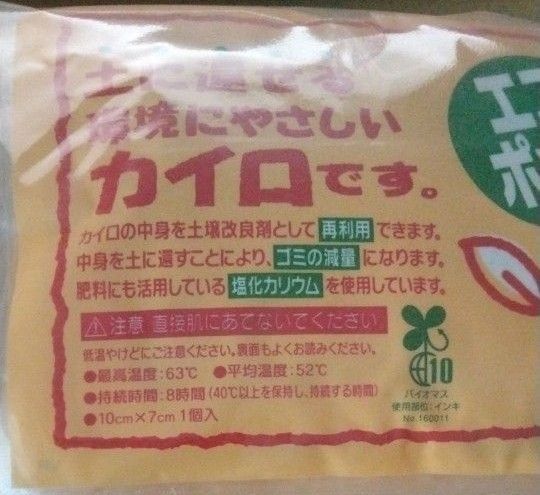 土に還せる
環境にやさしい
カイロです。
カイロの中身を土壌改良剤として 再利用 できます。
中身を土に還すことにより、ゴミの減量 になります。
肥料にも活用している 塩化カリウム を使用しています。
注意 直接肌にあてないでください
低温やけどにご注意ください。裏面もよくお読みください。
●最高温度:63℃ ●平均温度:52℃
●持続時間:8時間(40℃以上を保持し、持続する時間)
●10cm×7cm 1個入
エコ
ポ
10
バイオマス
使用部位:インキ
No.160011